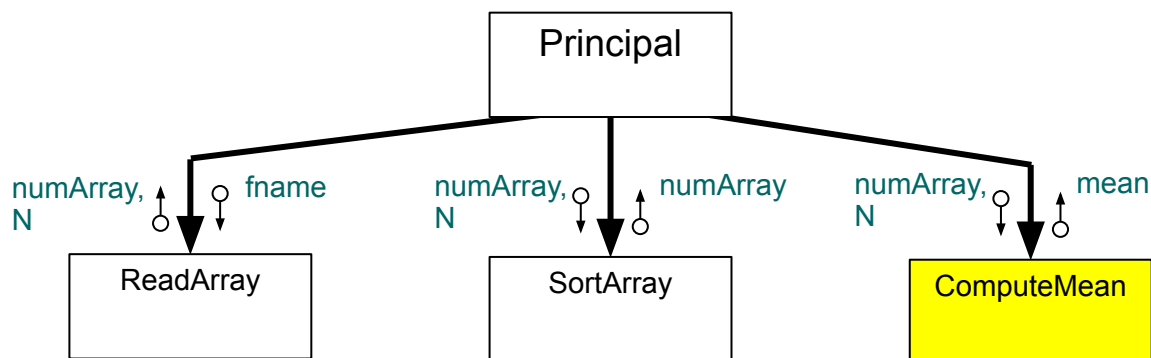 Principal
numArray,
N
fname
numArray,
N
numArray
numArray,
N
mean
ReadArray
SortArray
ComputeMean